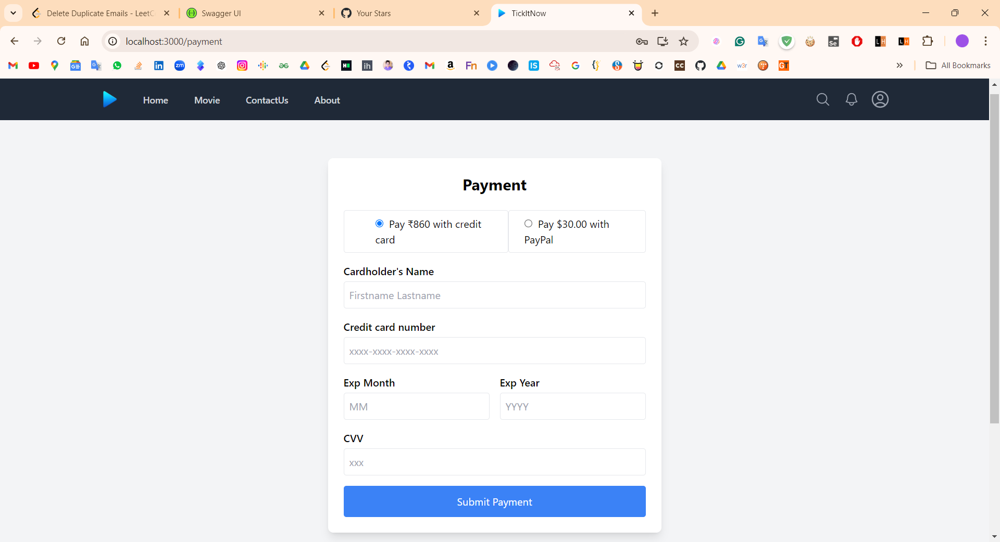 Delete Duplicate Emails - LeetC
Swagger UI
Your Stars
TickItNow
localhost:3000/payment
All Bookmarks
Home
Movie
ContactUs
About
Payment
Pay ₹860 with credit
card
Pay $30.00 with
PayPal
Cardholder's Name
Firstname Lastname
Credit card number
xxxx-xxxx-xxxx-xxxx
Exp Month
Exp Year
MM
YYYY
CVV
xxx
Submit Payment